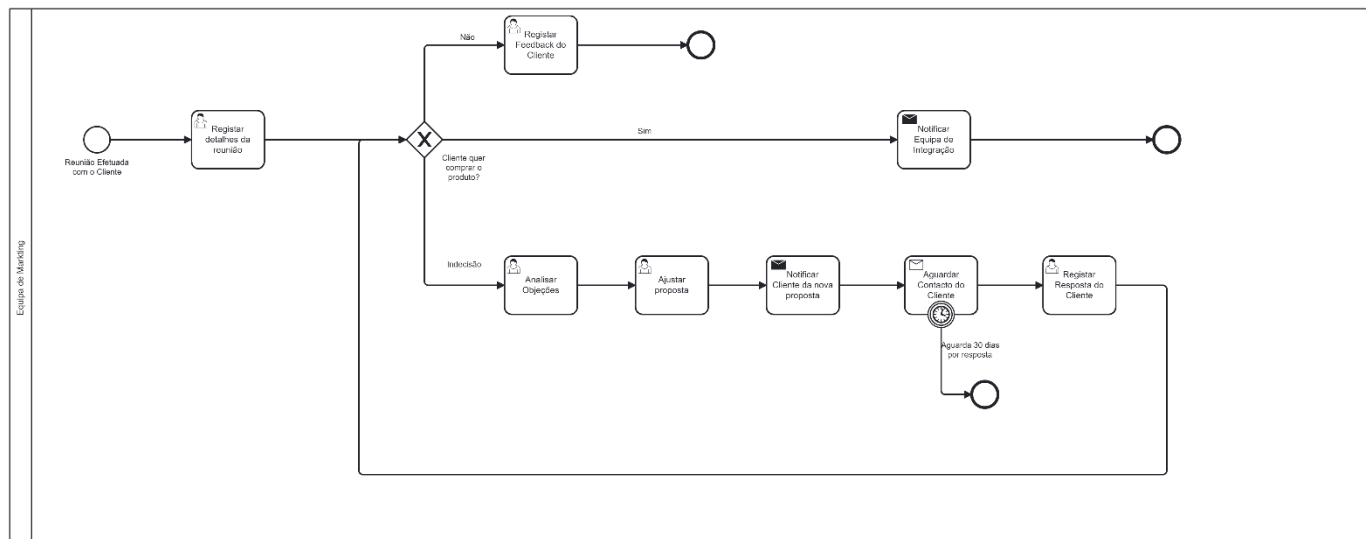 Equipa de Markting
Reunião Efetuada
com o Cliente
Registar
detalhes da
reunião
Cliente quer
comprar o
produto?
Não
Registar
Feedback do
Cliente
Sim
Notificar
Equipa de
Integração
Indecisão
Analisar
Objeções
Ajustar
proposta
Notificar
Cliente da nova
proposta
Aguardar
Contacto do
Cliente
Aguarda 30 dias
por resposta
Registar
Resposta do
Cliente